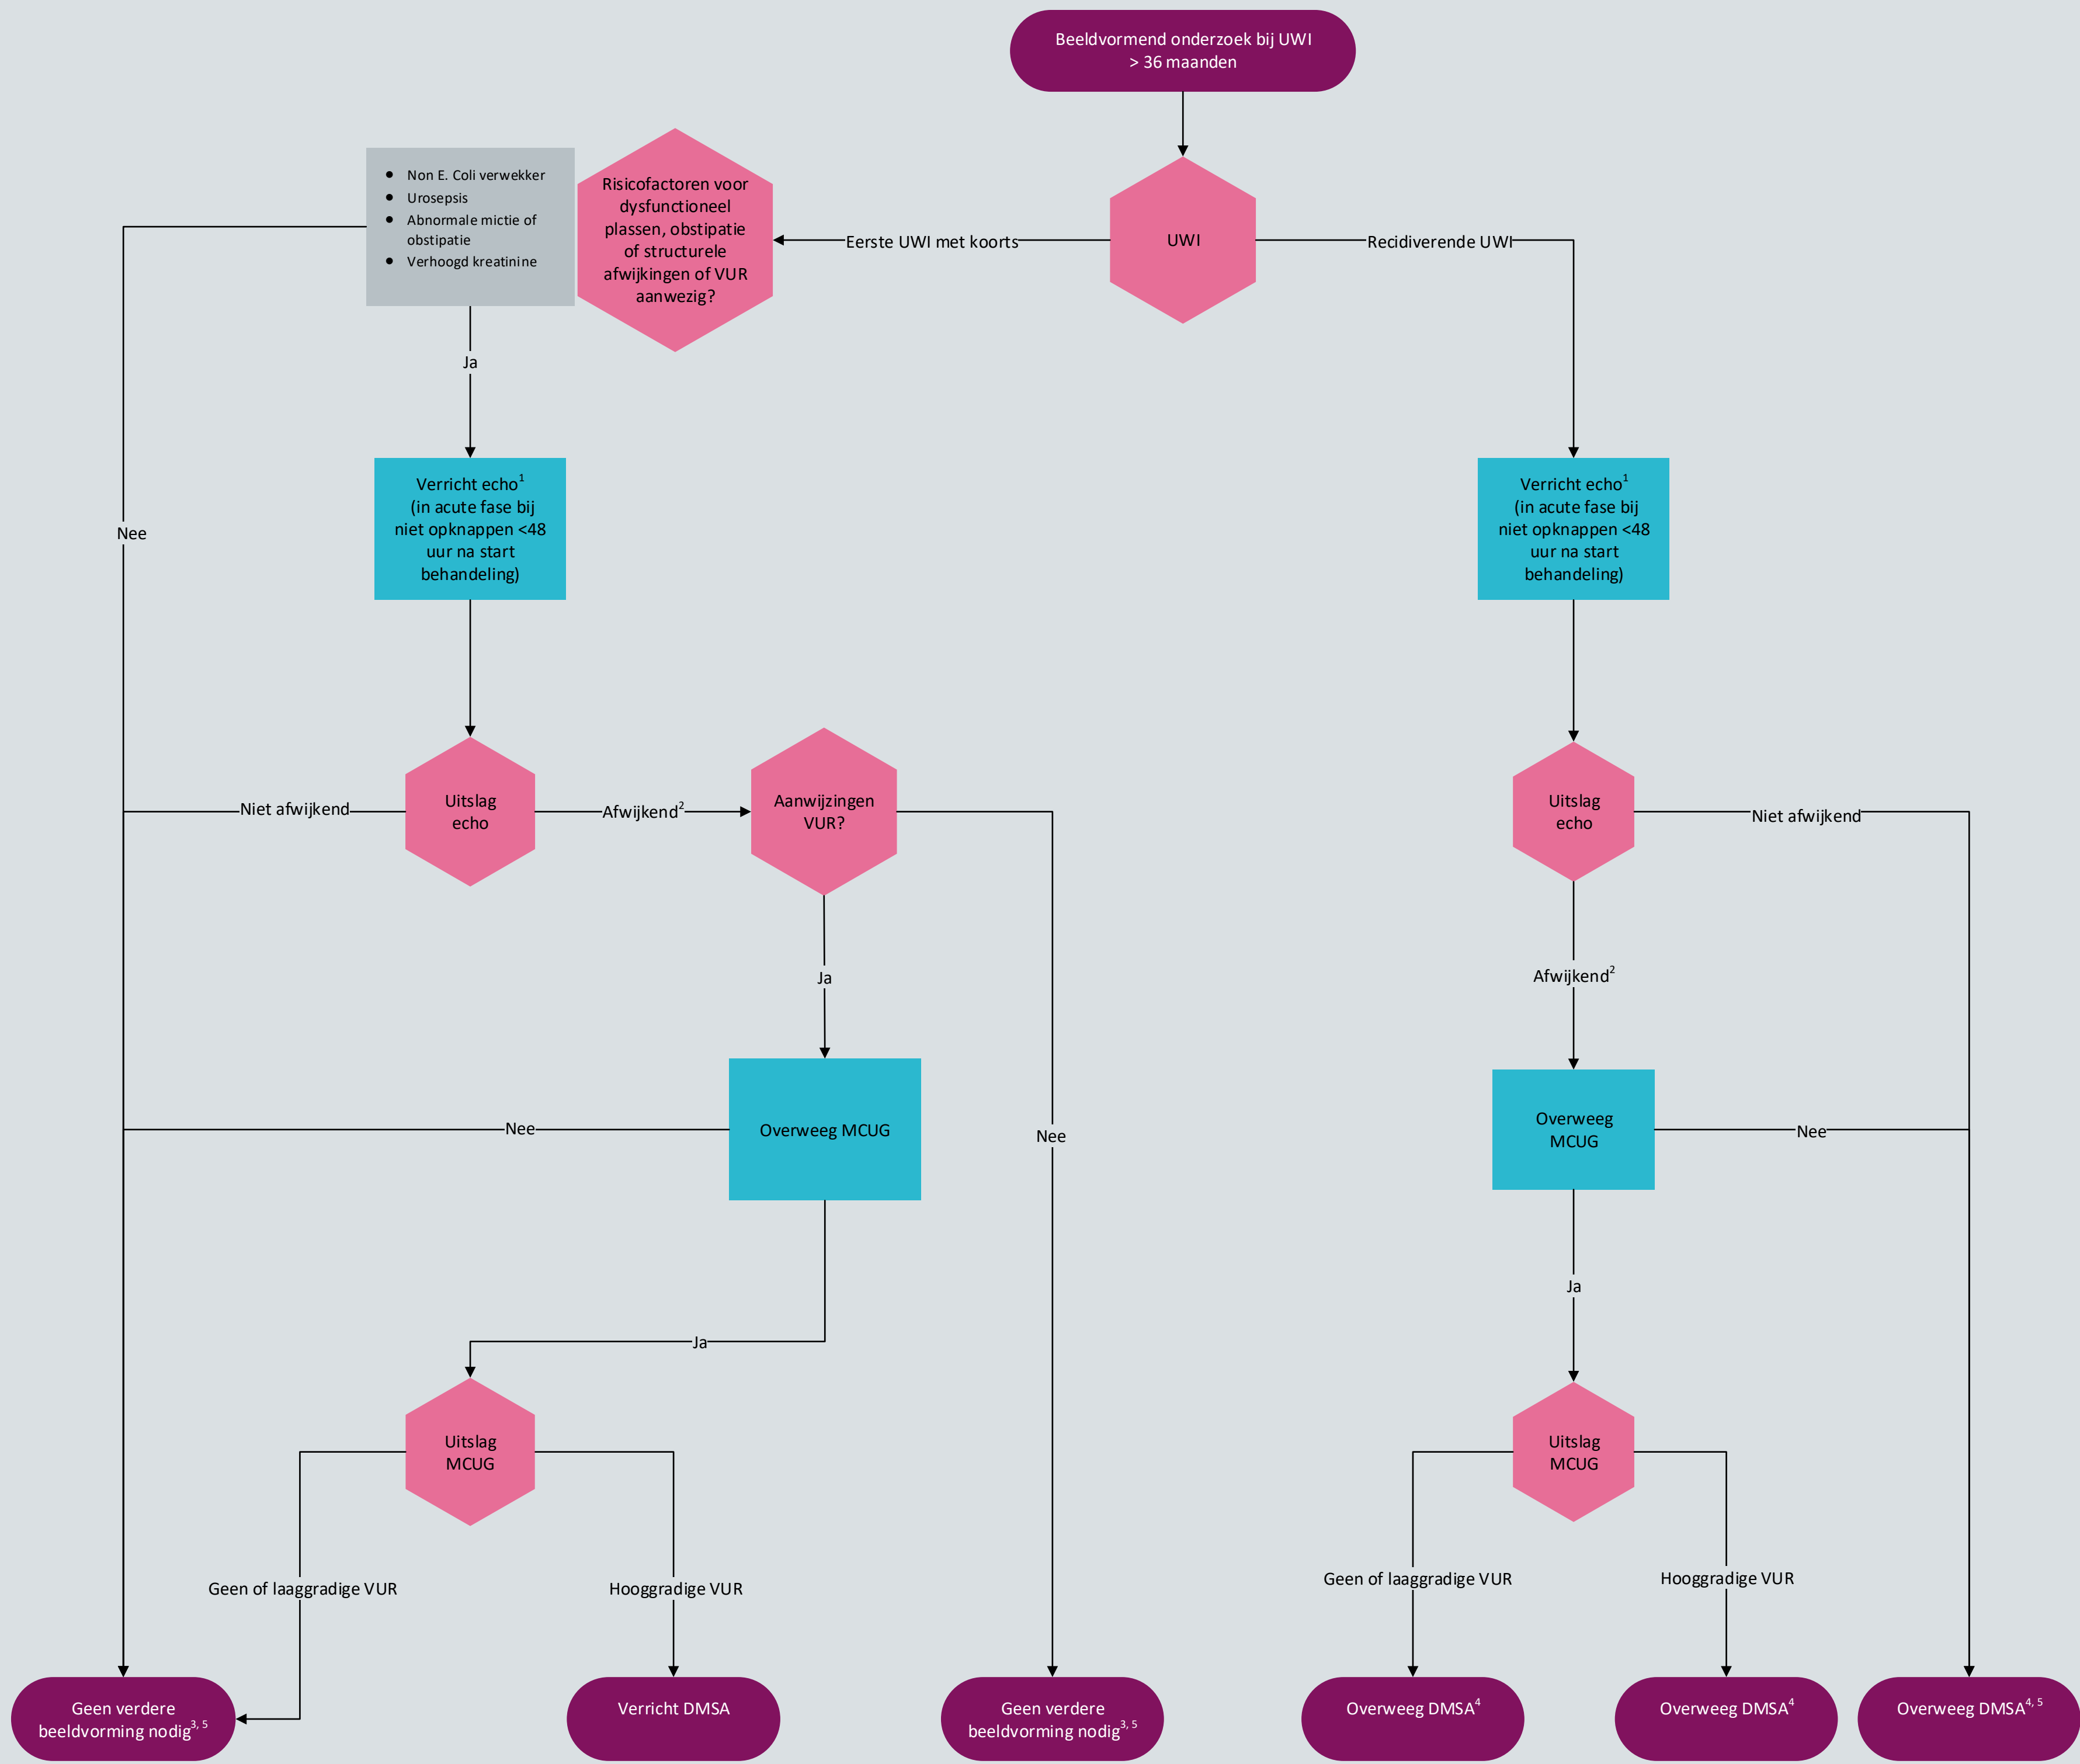 Beeldvormend onderzoek bij UWI
> 36 maanden
● Non E. Coli verwekker
● Urosepsis
● Abnormale mictie of
obstipatie
● Verhoogd kreatinine
Risicofactoren voor
dysfunctioneel
plassen, obstipatie
of structurele
afwijkingen of VUR
aanwezig?
Eerste UWI met koorts
UWI
Recidiverende UWI
Ja
Verricht echo¹
(in acute fase bij
niet opknappen <48
uur na start
behandeling)
Verricht echo¹
(in acute fase bij
niet opknappen <48
uur na start
behandeling)
Nee
Niet afwijkend
Uitslag
echo
Afwijkend²
Aanwijzingen
VUR?
Uitslag
echo
Niet afwijkend
Ja
Afwijkend²
Nee
Overweeg MCUG
Nee
Overweeg
MCUG
Nee
Ja
Ja
Uitslag
MCUG
Uitslag
MCUG
Geen of laaggradige VUR
Hooggradige VUR
Geen of laaggradige VUR
Hooggradige VUR
Geen verdere
beeldvorming nodig³, ⁵
Verricht DMSA
Geen verdere
beeldvorming nodig³, ⁵
Overweeg DMSA⁴
Overweeg DMSA⁴
Overweeg DMSA⁴, ⁵